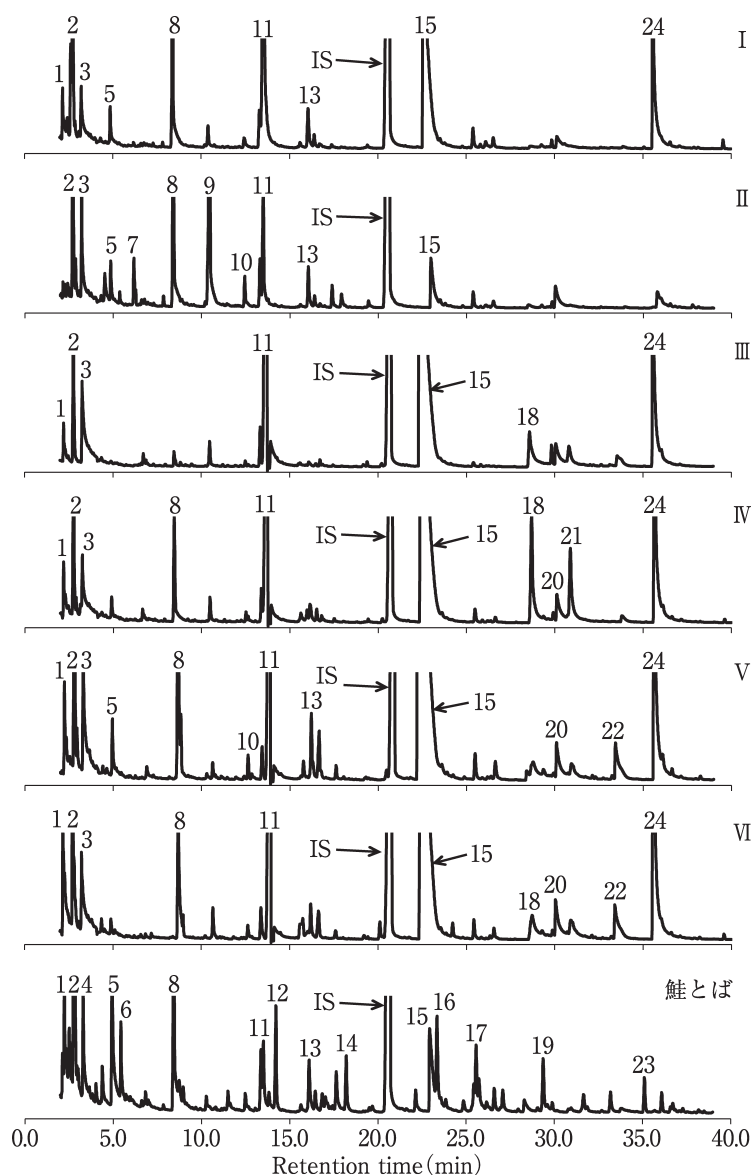 I
1 2 3 5 8 11 13 IS 15 24
II
2 3 5 7 8 9 10 11 13 IS 15
III
1 2 3 11 IS 15 18 24
IV
1 2 3 8 11 IS 15 18 20 21 24
V
1 2 3 5 8 10 11 13 IS 15 20 22 24
VI
1 2 3 8 11 IS 15 18 20 22 24
鮭とば
1 2 4 5 6 8 11 12 13 14 IS 15 16 17 19 23
0.0 5.0 10.0 15.0 20.0 25.0 30.0 35.0 40.0
Retention time(min)